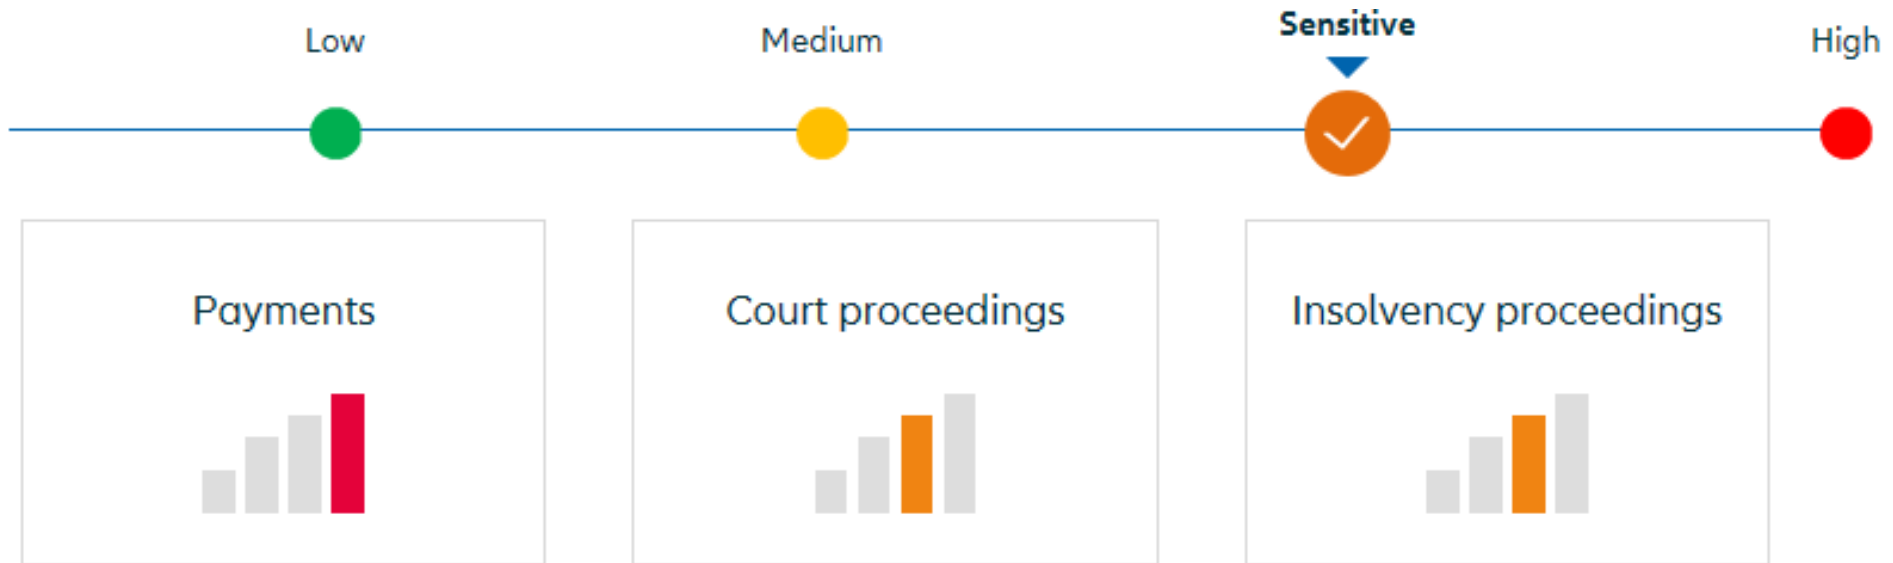 Low
Medium
Sensitive
High
Payments
Court proceedings
Insolvency proceedings